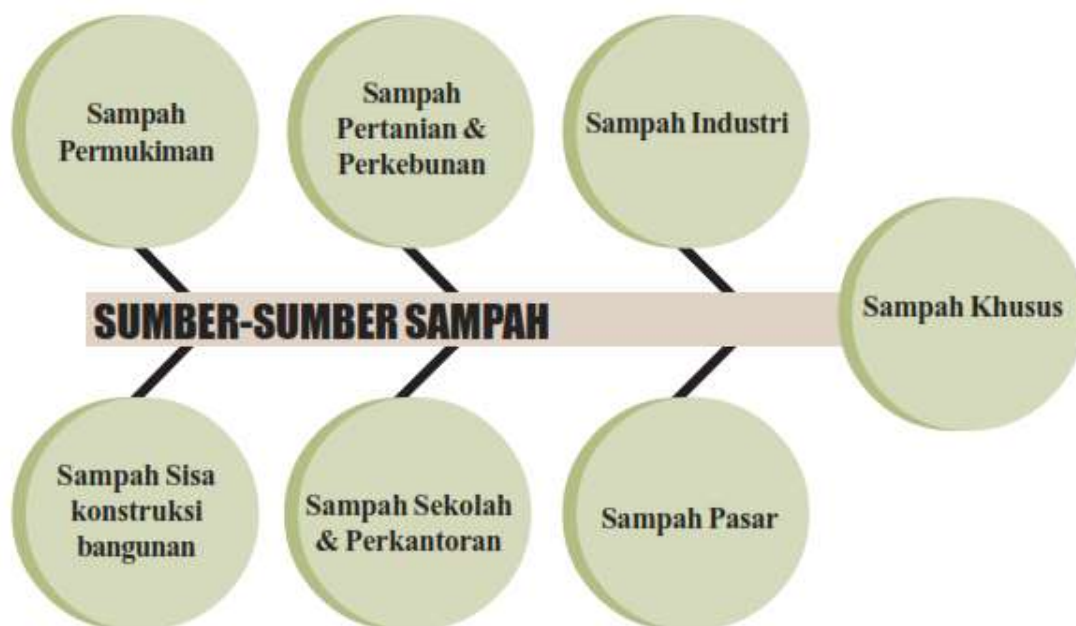 Sampah
Permukiman
Sampah
Pertanian &
Perkebunan
Sampah Industri
SUMBER-SUMBER SAMPAH
Sampah Khusus
Sampah Sisa
konstruksi
bangunan
Sampah Sekolah
& Perkantoran
Sampah Pasar